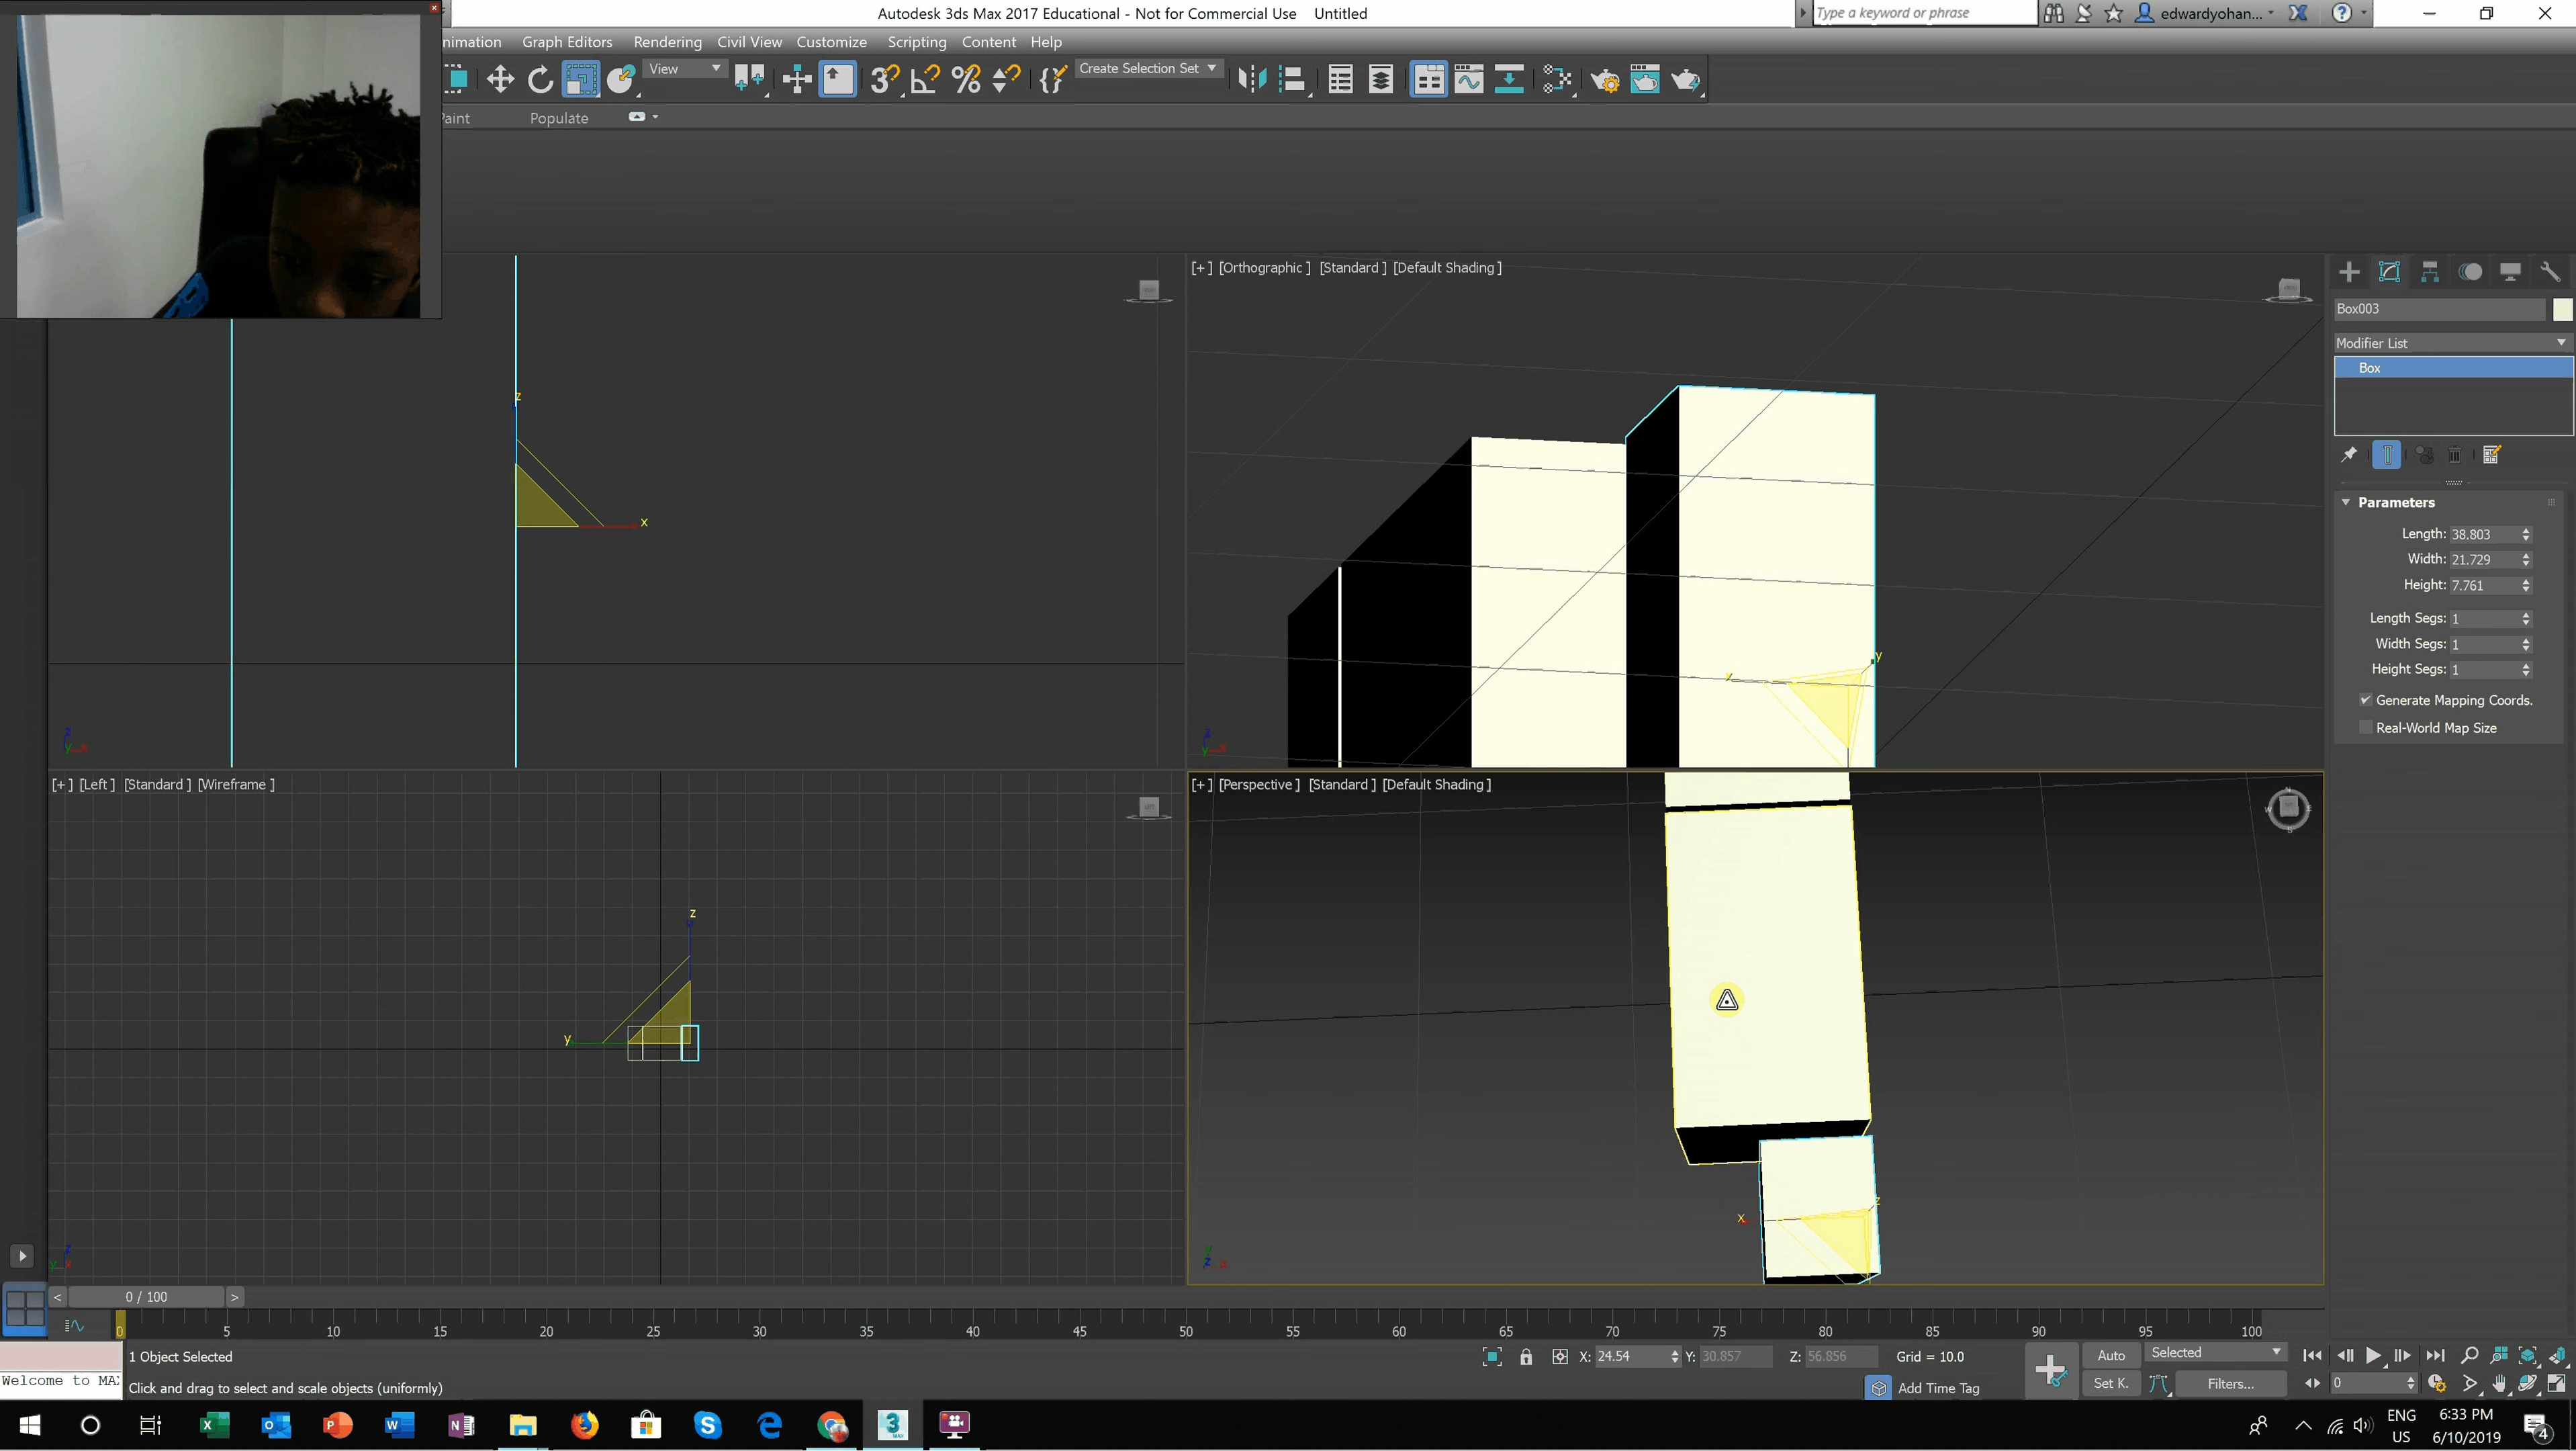 Autodesk 3ds Max 2017 Educational - Not for Commercial Use Untitled
Type a keyword or phrase
edwardyohan...
nimation Graph Editors Rendering Civil View Customize Scripting Content Help
View
Create Selection Set
aint Populate
[+] [Orthographic ] [Standard ] [Default Shading ]
Box003
Modifier List
Box
Parameters
Length: 38.803
Width: 21.729
Height: 7.761
Length Segs: 1
Width Segs: 1
Height Segs: 1
Generate Mapping Coords.
Real-World Map Size
z
x
y
[+] [Left ] [Standard ] [Wireframe ]
[+] [Perspective ] [Standard ] [Default Shading ]
z
y
x
z
< 0 / 100 >
0 5 10 15 20 25 30 35 40 45 50 55 60 65 70 75 80 85 90 95 100
1 Object Selected
X: 24.54 Y: 30.857 Z: 56.856 Grid = 10.0
Auto Selected
Welcome to MAX
Click and drag to select and scale objects (uniformly)
Add Time Tag
Set K. Filters... 0
ENG
US
6:33 PM
6/10/2019
4